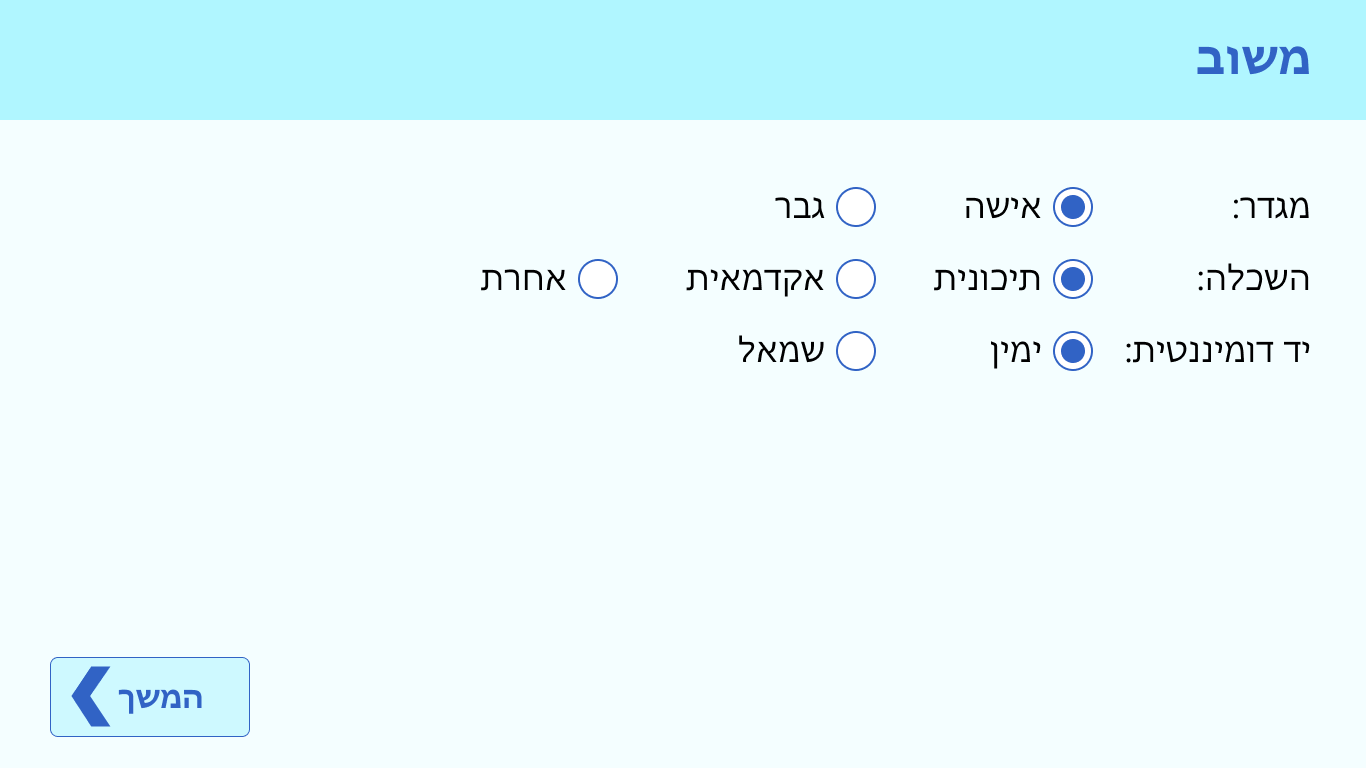 משוב
מגדר: אישה גבר
השכלה: תיכונית אקדמאית אחרת
יד דומיננטית: ימין שמאל
המשך